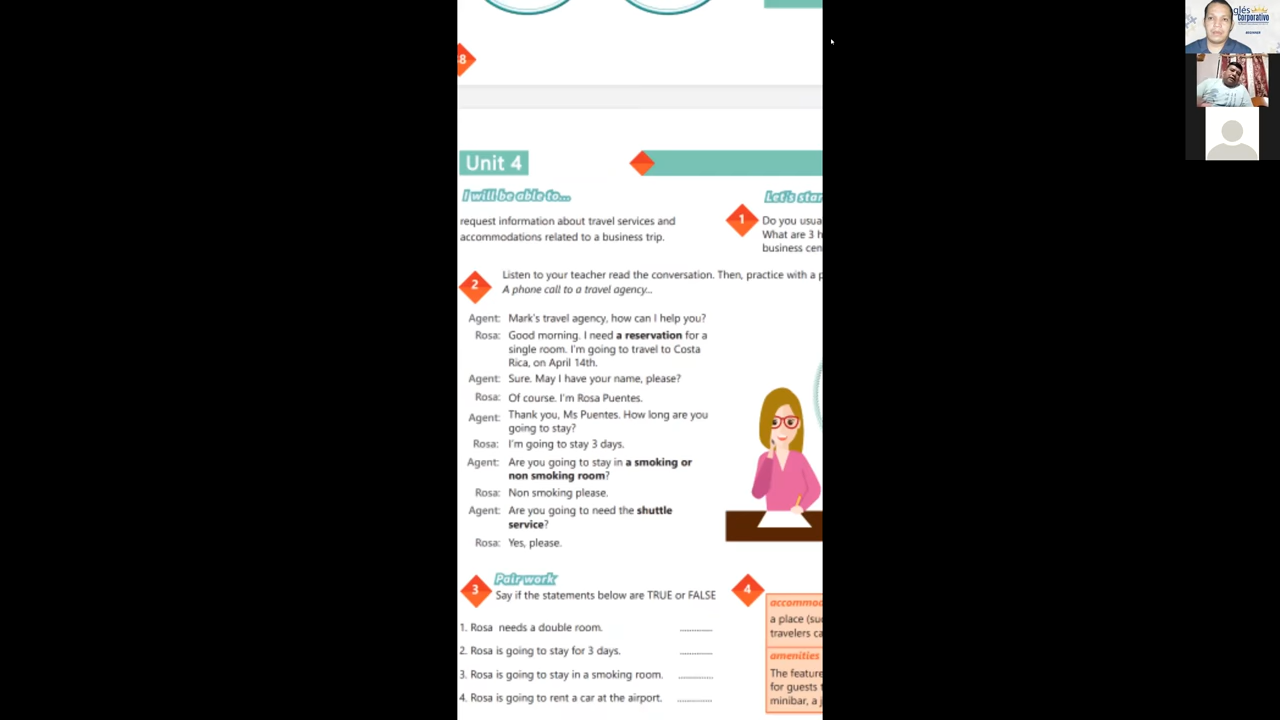 8
Unit 4
I will be able to...
request information about travel services and
accommodations related to a business trip.
Let's star
1
Do you usua
What are 3 h
business cen
2
Listen to your teacher read the conversation. Then, practice with a p
A phone call to a travel agency...
Agent: Mark's travel agency, how can I help you?
Rosa: Good morning. I need a reservation for a
single room. I'm going to travel to Costa
Rica, on April 14th.
Agent: Sure. May I have your name, please?
Rosa: Of course. I'm Rosa Puentes.
Agent: Thank you, Ms Puentes. How long are you
going to stay?
Rosa: I'm going to stay 3 days.
Agent: Are you going to stay in a smoking or
non smoking room?
Rosa: Non smoking please.
Agent: Are you going to need the shuttle
service?
Rosa: Yes, please.
3
Pair work
Say if the statements below are TRUE or FALSE
1. Rosa needs a double room. ............
2. Rosa is going to stay for 3 days. ............
3. Rosa is going to stay in a smoking room. ............
4. Rosa is going to rent a car at the airport. ............
4
accommod
a place (su
travelers ca
amenities
The feature
for guests t
minibar, a j
glés
Corporativo
BEGINNER